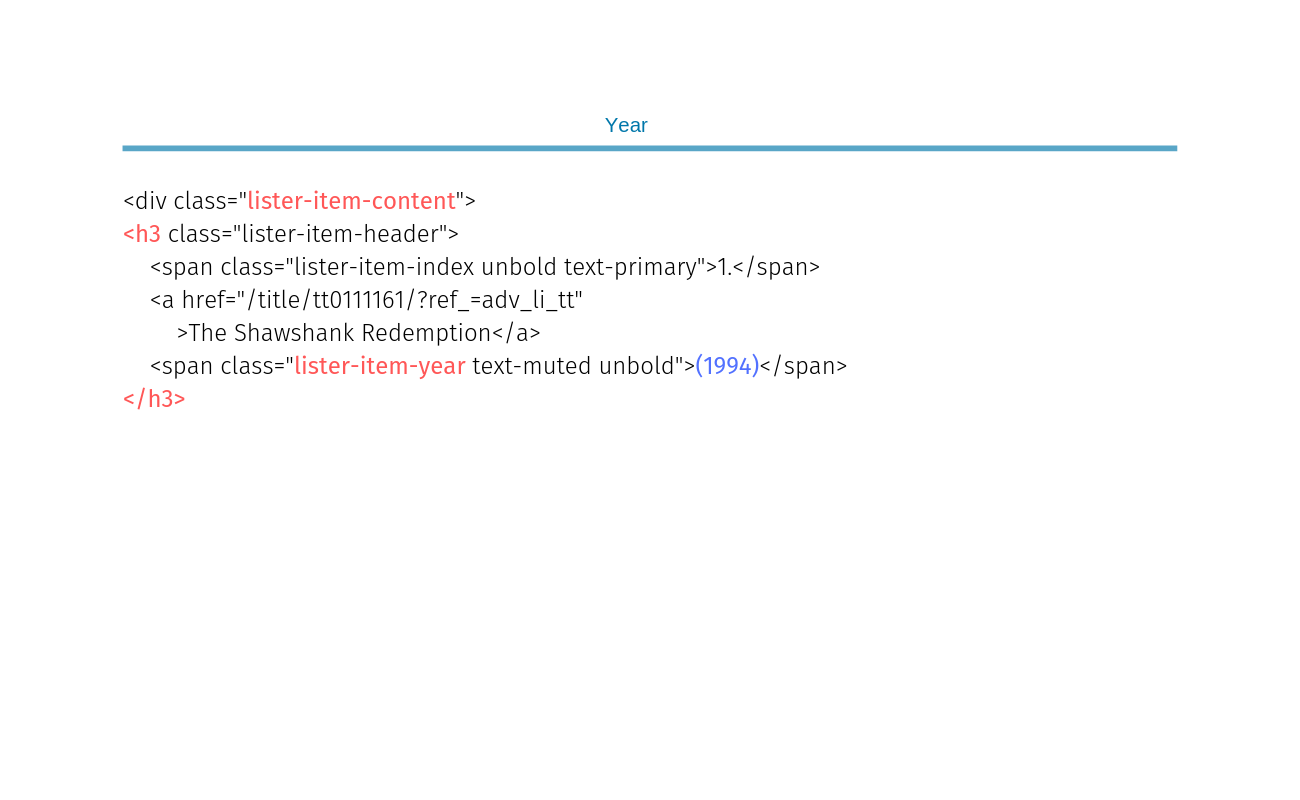 Year
<div class="lister-item-content">
<h3 class="lister-item-header">
<span class="lister-item-index unbold text-primary">1.</span>
<a href="/title/tt0111161/?ref_=adv_li_tt"
>The Shawshank Redemption</a>
<span class="lister-item-year text-muted unbold">(1994)</span>
</h3>